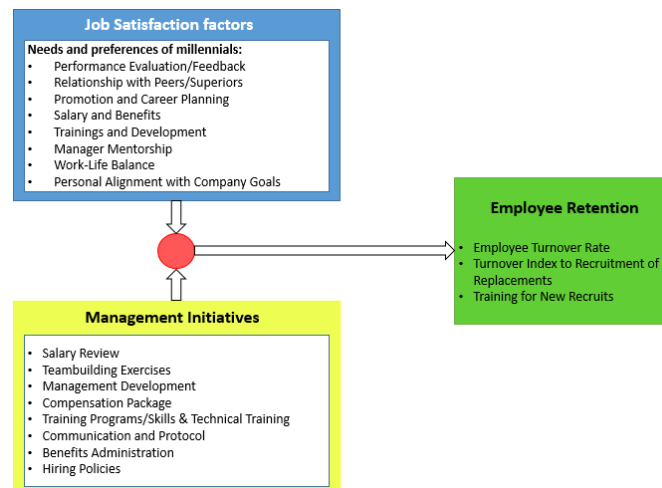 Job Satisfaction factors
Needs and preferences of millennials:
• Performance Evaluation/Feedback
• Relationship with Peers/Superiors
• Promotion and Career Planning
• Salary and Benefits
• Trainings and Development
• Manager Mentorship
• Work-Life Balance
• Personal Alignment with Company Goals
Employee Retention
• Employee Turnover Rate
• Turnover Index to Recruitment of
Replacements
• Training for New Recruits
Management Initiatives
• Salary Review
• Teambuilding Exercises
• Management Development
• Compensation Package
• Training Programs/Skills & Technical Training
• Communication and Protocol
• Benefits Administration
• Hiring Policies